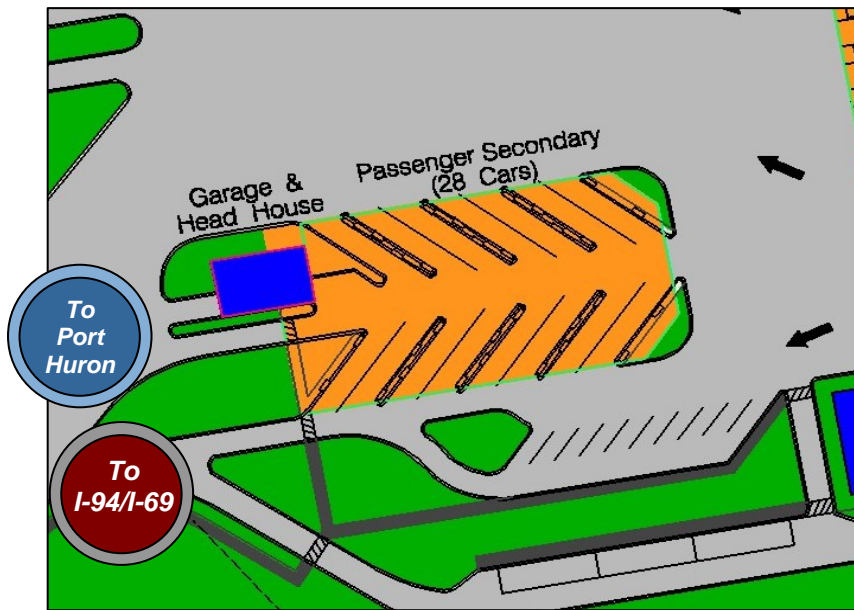 Passenger Secondary
(28 Cars)
Garage &
Head House
To
Port
Huron
To
I-94/I-69